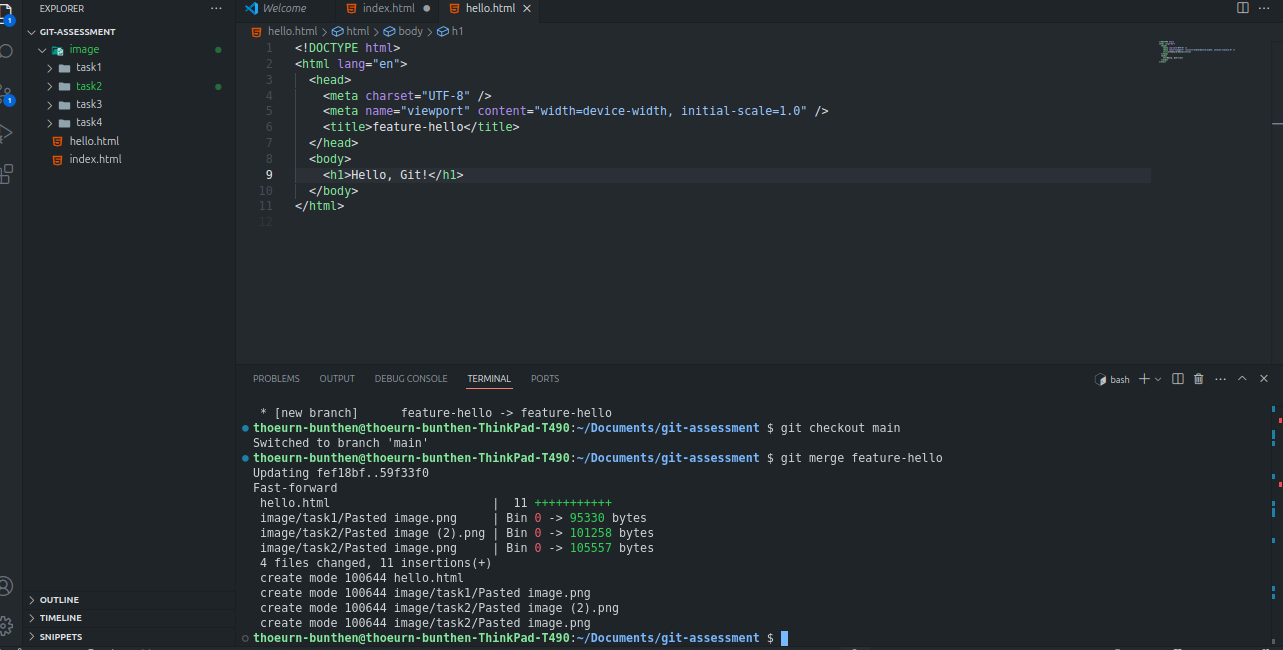 EXPLORER
GIT-ASSESSMENT
image
task1
task2
task3
task4
hello.html
index.html
OUTLINE
TIMELINE
SNIPPETS
1
1
Welcome
index.html
hello.html
hello.html > html > body > h1
1 <!DOCTYPE html>
2 <html lang="en">
3 <head>
4 <meta charset="UTF-8" />
5 <meta name="viewport" content="width=device-width, initial-scale=1.0" />
6 <title>feature-hello</title>
7 </head>
8 <body>
9 <h1>Hello, Git!</h1>
10 </body>
11 </html>
12
PROBLEMS OUTPUT DEBUG CONSOLE TERMINAL PORTS
bash
* [new branch]      feature-hello -> feature-hello
thoeurn-bunthen@thoeurn-bunthen-ThinkPad-T490:~/Documents/git-assessment $ git checkout main
Switched to branch 'main'
thoeurn-bunthen@thoeurn-bunthen-ThinkPad-T490:~/Documents/git-assessment $ git merge feature-hello
Updating fef18bf..59f33f0
Fast-forward
hello.html                       |  11 +++++++++++
image/task1/Pasted image.png     | Bin 0 -> 95330 bytes
image/task2/Pasted image (2).png | Bin 0 -> 101258 bytes
image/task2/Pasted image.png     | Bin 0 -> 105557 bytes
4 files changed, 11 insertions(+)
create mode 100644 hello.html
create mode 100644 image/task1/Pasted image.png
create mode 100644 image/task2/Pasted image (2).png
create mode 100644 image/task2/Pasted image.png
thoeurn-bunthen@thoeurn-bunthen-ThinkPad-T490:~/Documents/git-assessment $